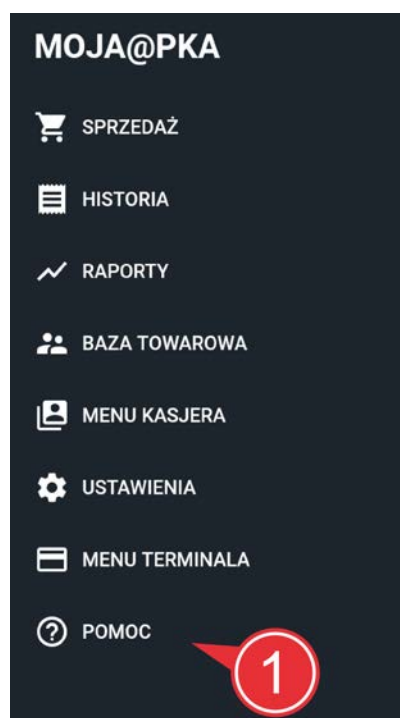 MOJA@PKA
SPRZEDAŻ
HISTORIA
RAPORTY
BAZA TOWAROWA
MENU KASJERA
USTAWIENIA
MENU TERMINALA
POMOC
1